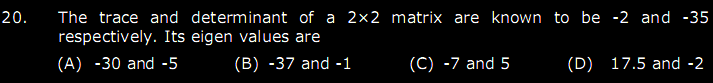 20. The trace and determinant of a 2×2 matrix are known to be -2 and -35
respectively. Its eigen values are
(A) -30 and -5 (B) -37 and -1 (C) -7 and 5 (D) 17.5 and -2